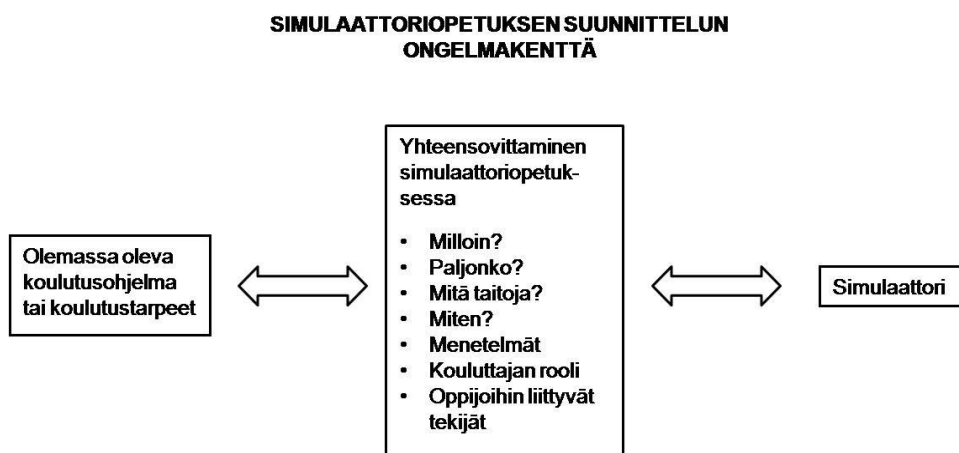 SIMULAATTORIOPETUKSEN SUUNNITTELUN
ONGELMAKENTTÄ
Olemassa oleva
koulutusohjelma
tai koulutustarpeet
Yhteensovittaminen
simulaattoriopetuk-
sessa
• Milloin?
• Paljonko?
• Mitä taitoja?
• Miten?
• Menetelmät
• Kouluttajan rooli
• Oppijoihin liittyvät
tekijät
Simulaattori